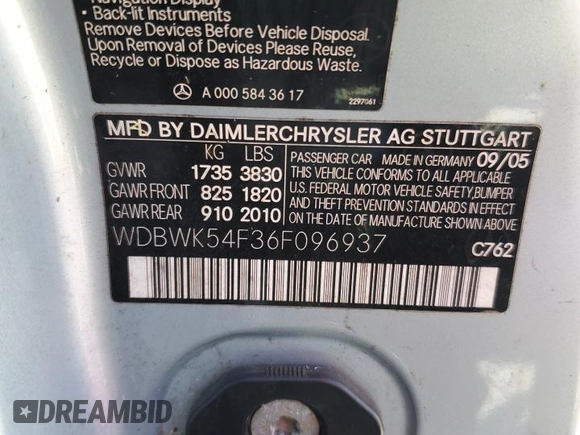 Navigation Display
• Back-lit Instruments
Remove Devices Before Vehicle Disposal.
Upon Removal of Devices Please Reuse,
Recycle or Dispose as Hazardous Waste.
A 000 584 36 17
2297061
MFD BY DAIMLERCHRYSLER AG STUTTGART
KG LBS PASSENGER CAR MADE IN GERMANY 09/05
GVWR 1735 3830 THIS VEHICLE CONFORMS TO ALL APPLICABLE
GAWR FRONT 825 1820 U.S. FEDERAL MOTOR VEHICLE SAFETY, BUMPER
GAWR REAR 910 2010 AND THEFT PREVENTION STANDARDS IN EFFECT
ON THE DATE OF MANUFACTURE SHOWN ABOVE.
WDBWK54F36F096937 C762
DREAMBID